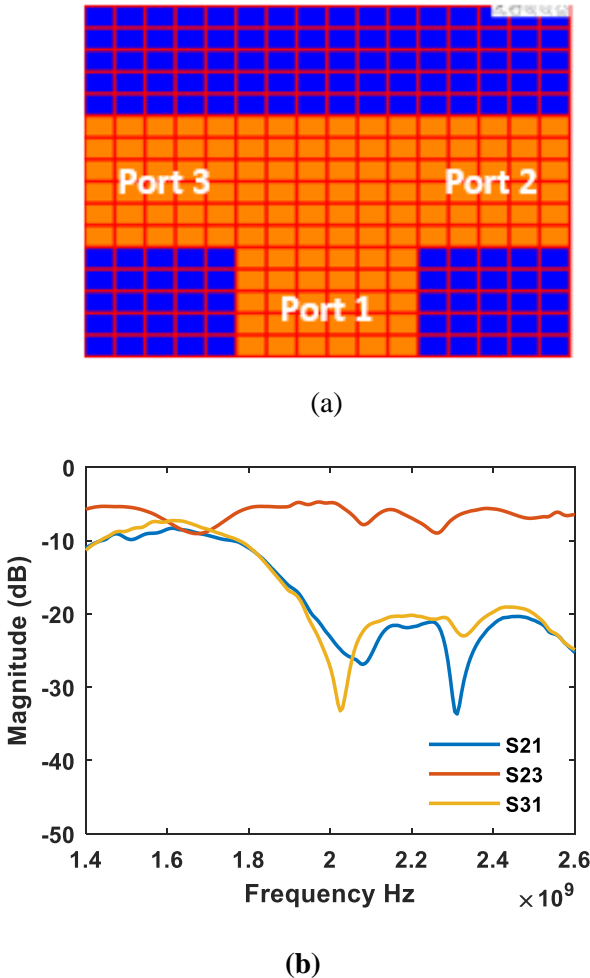 Port 3
Port 2
Port 1
(a)
0
-10
-20
-30
-40
-50
Magnitude (dB)
S21
S23
S31
1.4
1.6
1.8
2
2.2
2.4
2.6
Frequency Hz
×10⁹
(b)